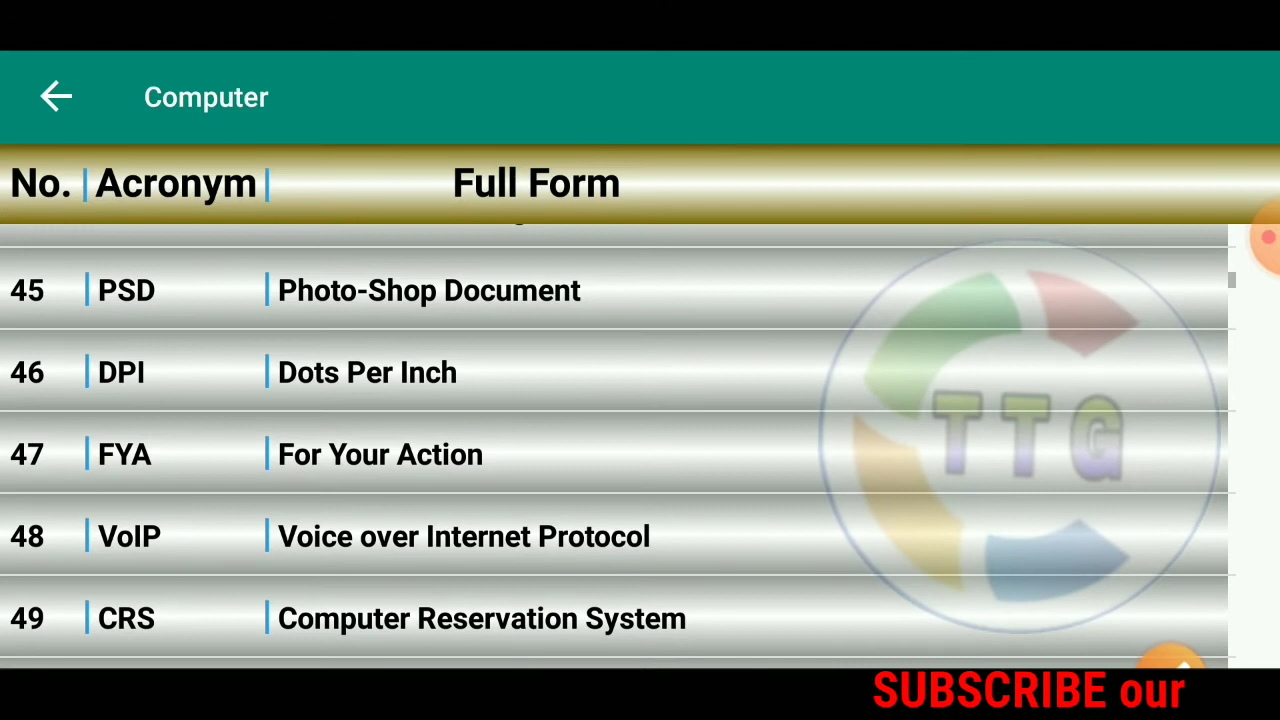 Computer
No. | Acronym | Full Form
45 | PSD | Photo-Shop Document
46 | DPI | Dots Per Inch
47 | FYA | For Your Action
48 | VoIP | Voice over Internet Protocol
49 | CRS | Computer Reservation System
TTG
SUBSCRIBE our